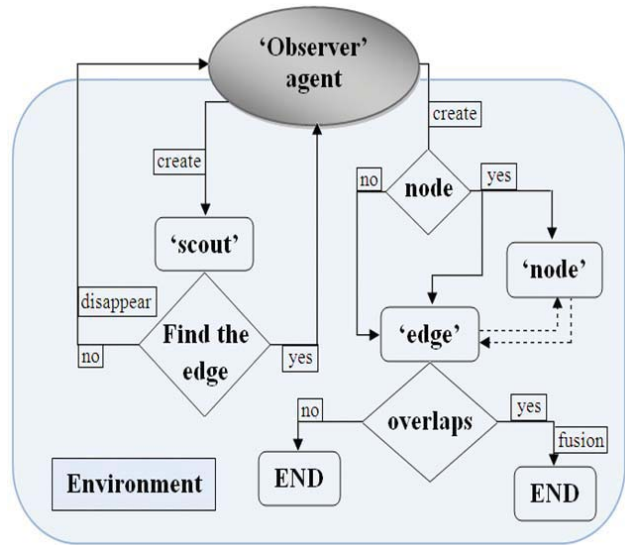 ‘Observer’
agent
create
create
no
node
yes
‘scout’
‘node’
disappear
Find the
edge
no
yes
‘edge’
no
overlaps
yes
fusion
END
END
Environment